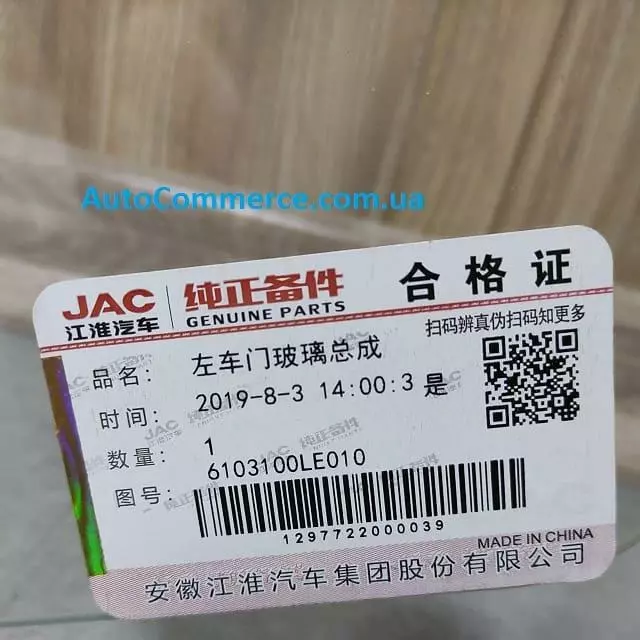 AutoCommerce.com.ua
JAC 纯正备件 合格证
江淮汽车 GENUINE PARTS
扫码辨真伪扫码知更多
品名: 左车门玻璃总成
时间: 2019-8-3 14:00:3 是
数量: 1
图号: 6103100LE010
1297722000039
MADE IN CHINA
安徽江淮汽车集团股份有限公司